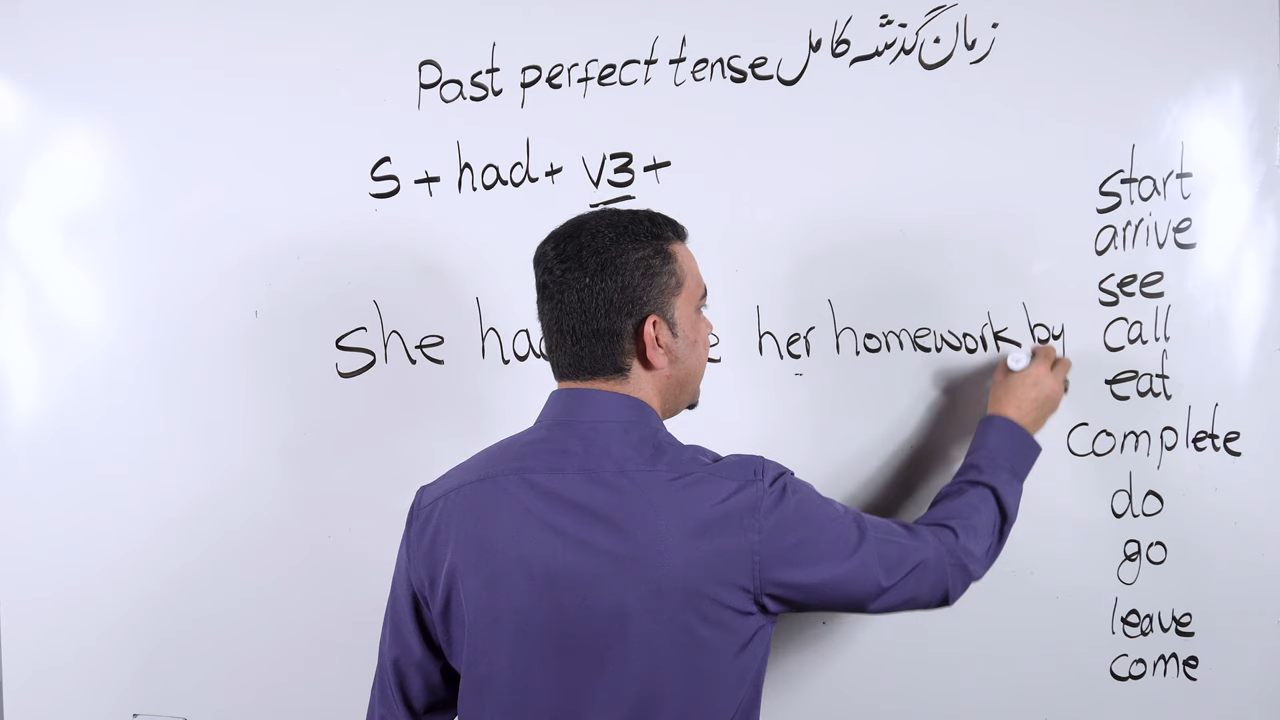 Past perfect tense زمان گذشته کامل
S + had + V3 +
she had her homework by
start
arrive
see
call
eat
complete
do
go
leave
come